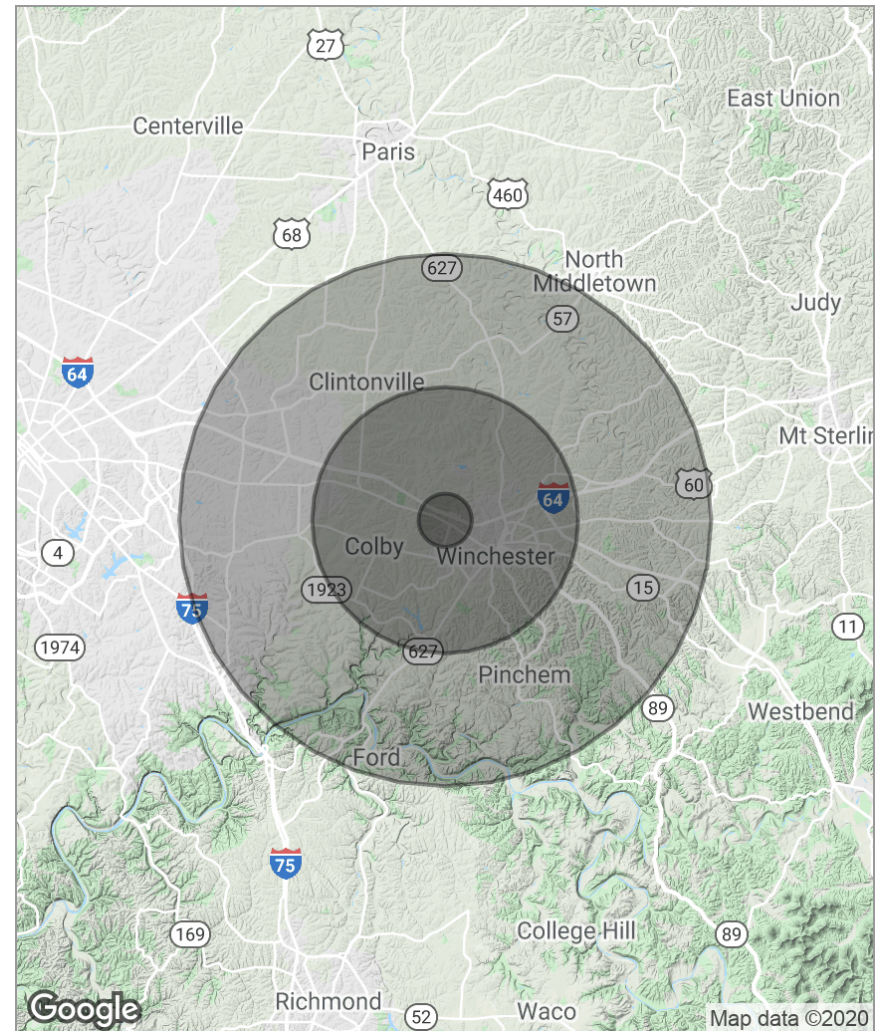 27
East Union
Centerville
Paris
460
68
North
Middletown
627
57
Judy
64
Clintonville
Mt Sterlin
60
64
4
Colby
Winchester
1923
15
75
1974
627
11
Pinchem
89
Westbend
Ford
75
169
College Hill
89
Richmond
52
Waco
Google
Map data ©2020